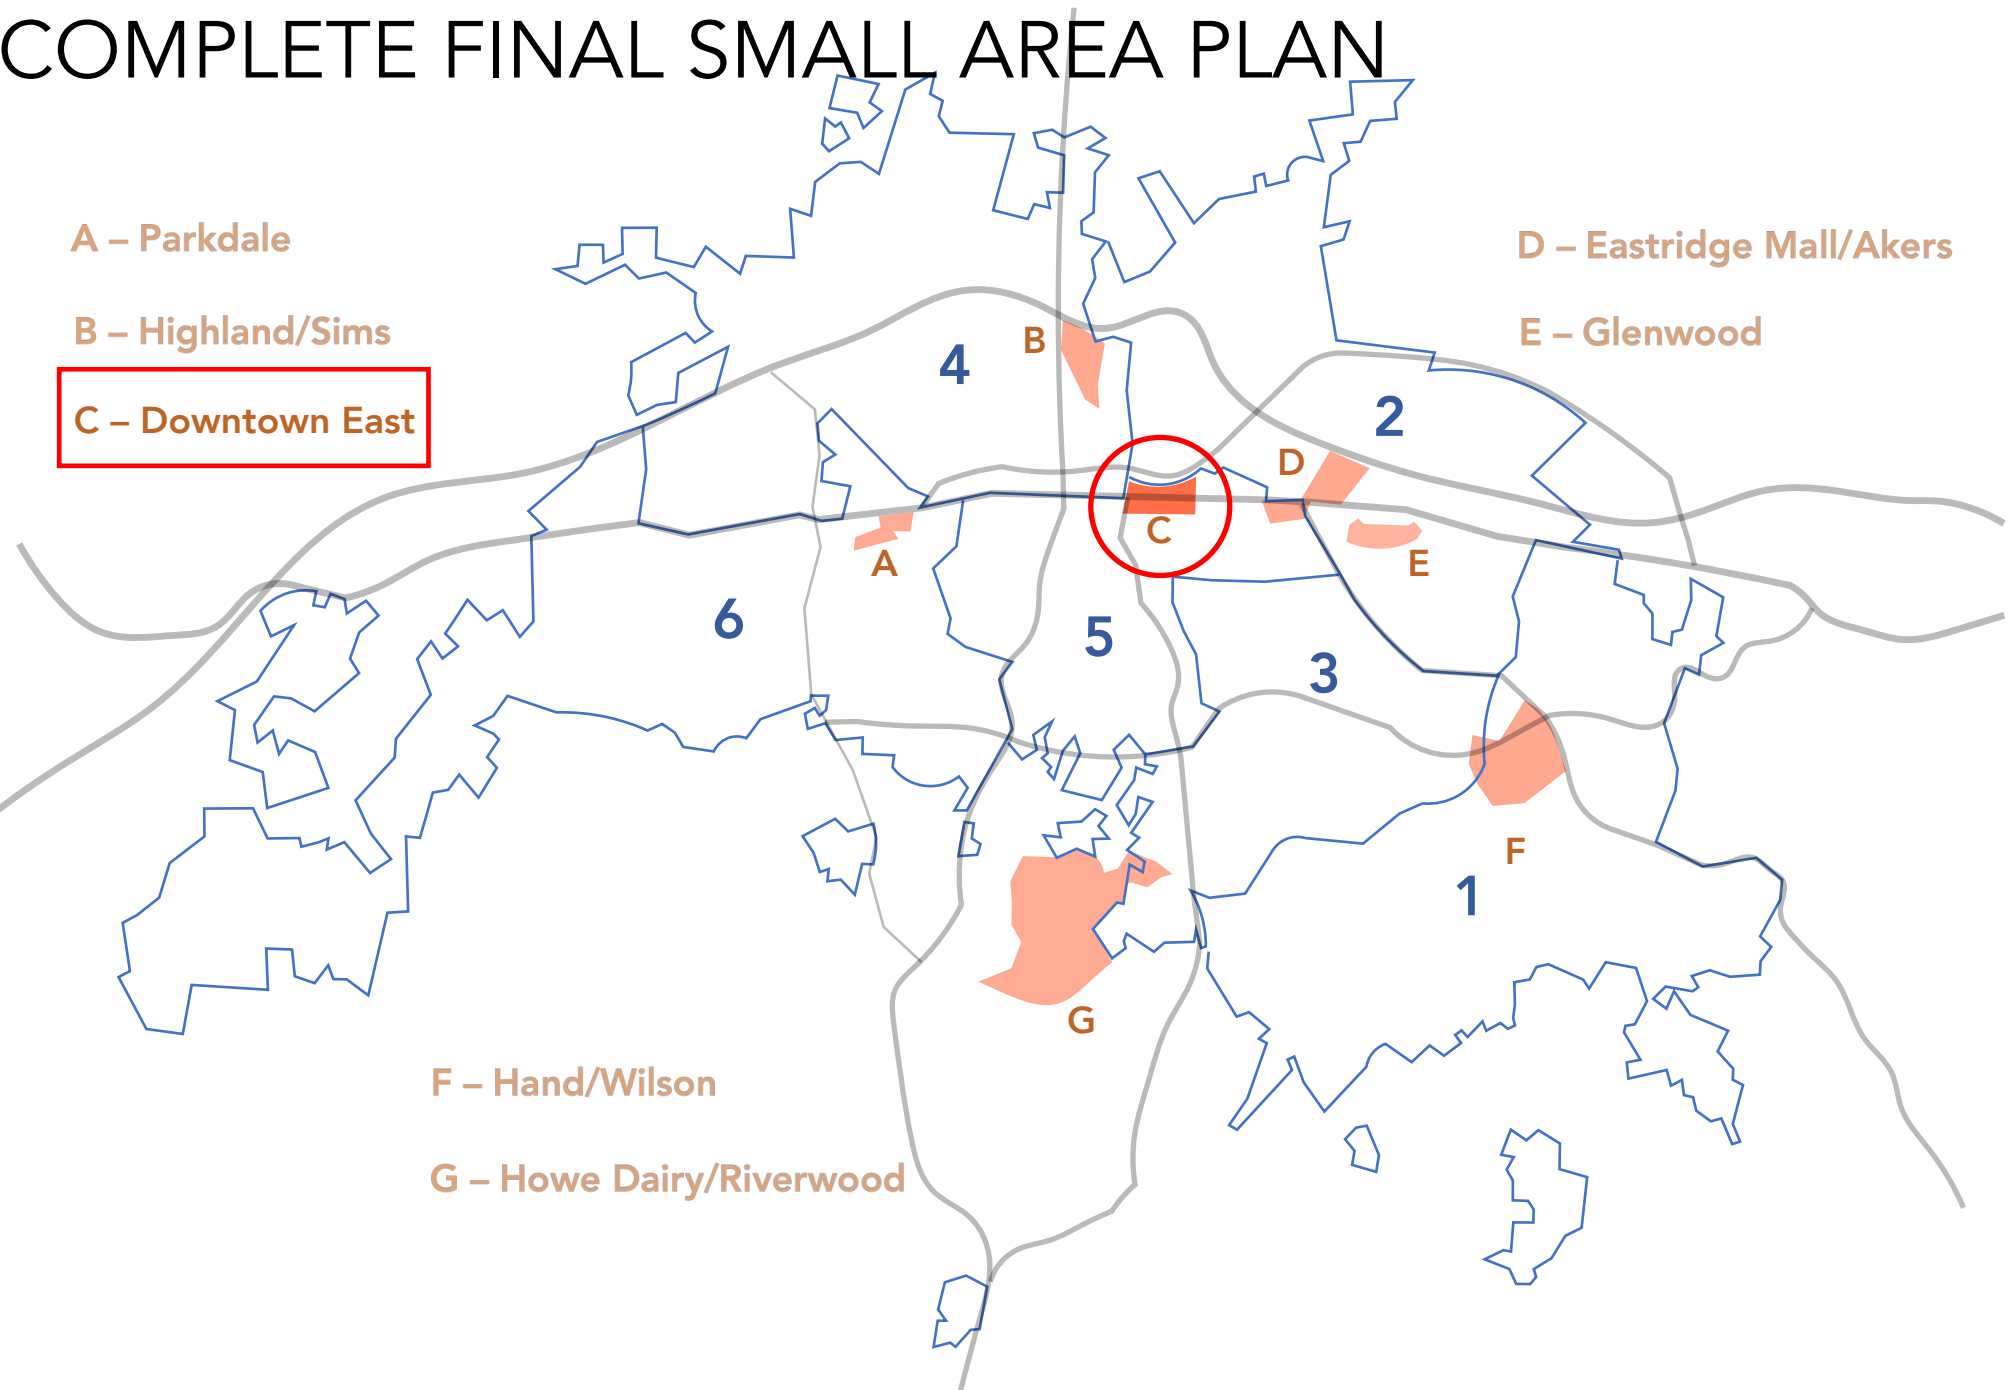 COMPLETE FINAL SMALL AREA PLAN
A – Parkdale
B – Highland/Sims
C – Downtown East
D – Eastridge Mall/Akers
E – Glenwood
B
4
2
D
C
A
E
6
5
3
F
1
G
F – Hand/Wilson
G – Howe Dairy/Riverwood